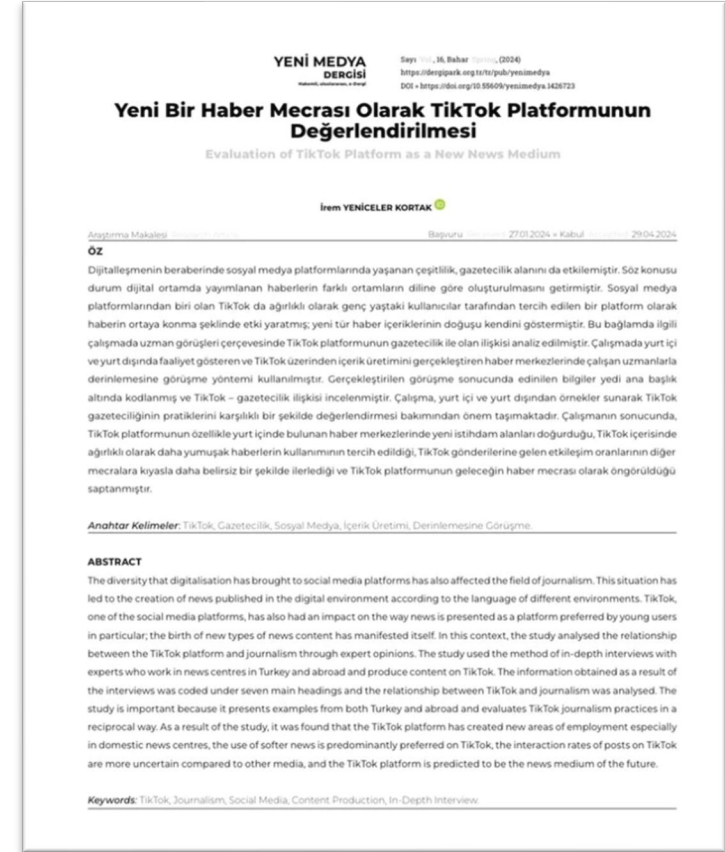 YENİ MEDYA
DERGİSİ
Hakemli, uluslararası, e-Dergi
Sayı Vol., 16, Bahar Spring, (2024)
https://dergipark.org.tr/tr/pub/yenimedya
DOI • https://doi.org/10.55609/yenimedya.1426723
Yeni Bir Haber Mecrası Olarak TikTok Platformunun
Değerlendirilmesi
Evaluation of TikTok Platform as a New News Medium
İrem YENİCELER KORTAK
iD
Araştırma Makalesi
Başvuru 27.01.2024 • Kabul 29.04.2024
ÖZ
Dijitalleşmenin beraberinde sosyal medya platformlarında yaşanan çeşitlilik, gazetecilik alanını da etkilemiştir. Söz konusu
durum dijital ortamda yayımlanan haberlerin farklı ortamların diline göre oluşturulmasını getirmiştir. Sosyal medya
platformlarından biri olan TikTok da ağırlıklı olarak genç yaştaki kullanıcılar tarafından tercih edilen bir platform olarak
haberin ortaya konma şeklinde etki yaratmış; yeni tür haber içeriklerinin doğuşu kendini göstermiştir. Bu bağlamda ilgili
çalışmada uzman görüşleri çerçevesinde TikTok platformunun gazetecilik ile olan ilişkisi analiz edilmiştir. Çalışmada yurt içi
ve yurt dışında faaliyet gösteren ve TikTok üzerinden içerik üretimini gerçekleştiren haber merkezlerinde çalışan uzmanlarla
derinlemesine görüşme yöntemi kullanılmıştır. Gerçekleştirilen görüşme sonucunda edinilen bilgiler yedi ana başlık
altında kodlanmış ve TikTok – gazetecilik ilişkisi incelenmiştir. Çalışma, yurt içi ve yurt dışından örnekler sunarak TikTok
gazeteciliğinin pratiklerini karşılıklı bir şekilde değerlendirmesi bakımından önem taşımaktadır. Çalışmanın sonucunda,
TikTok platformunun özellikle yurt içinde bulunan haber merkezlerinde yeni istihdam alanları doğurduğu, TikTok içerisinde
ağırlıklı olarak daha yumuşak haberlerin kullanımının tercih edildiği, TikTok gönderilerine gelen etkileşim oranlarının diğer
mecralara kıyasla daha belirsiz bir şekilde ilerlediği ve TikTok platformunun geleceğin haber mecrası olarak öngörüldüğü
saptanmıştır.
Anahtar Kelimeler: TikTok, Gazetecilik, Sosyal Medya, İçerik Üretimi, Derinlemesine Görüşme.
ABSTRACT
The diversity that digitalisation has brought to social media platforms has also affected the field of journalism. This situation has
led to the creation of news published in the digital environment according to the language of different environments. TikTok,
one of the social media platforms, has also had an impact on the way news is presented as a platform preferred by young users
in particular; the birth of new types of news content has manifested itself. In this context, the study analysed the relationship
between the TikTok platform and journalism through expert opinions. The study used the method of in-depth interviews with
experts who work in news centres in Turkey and abroad and produce content on TikTok. The information obtained as a result of
the interviews was coded under seven main headings and the relationship between TikTok and journalism was analysed. The
study is important because it presents examples from both Turkey and abroad and evaluates TikTok journalism practices in a
reciprocal way. As a result of the study, it was found that the TikTok platform has created new areas of employment especially
in domestic news centres, the use of softer news is predominantly preferred on TikTok, the interaction rates of posts on TikTok
are more uncertain compared to other media, and the TikTok platform is predicted to be the news medium of the future.
Keywords: TikTok, Journalism, Social Media, Content Production, In-Depth Interview.